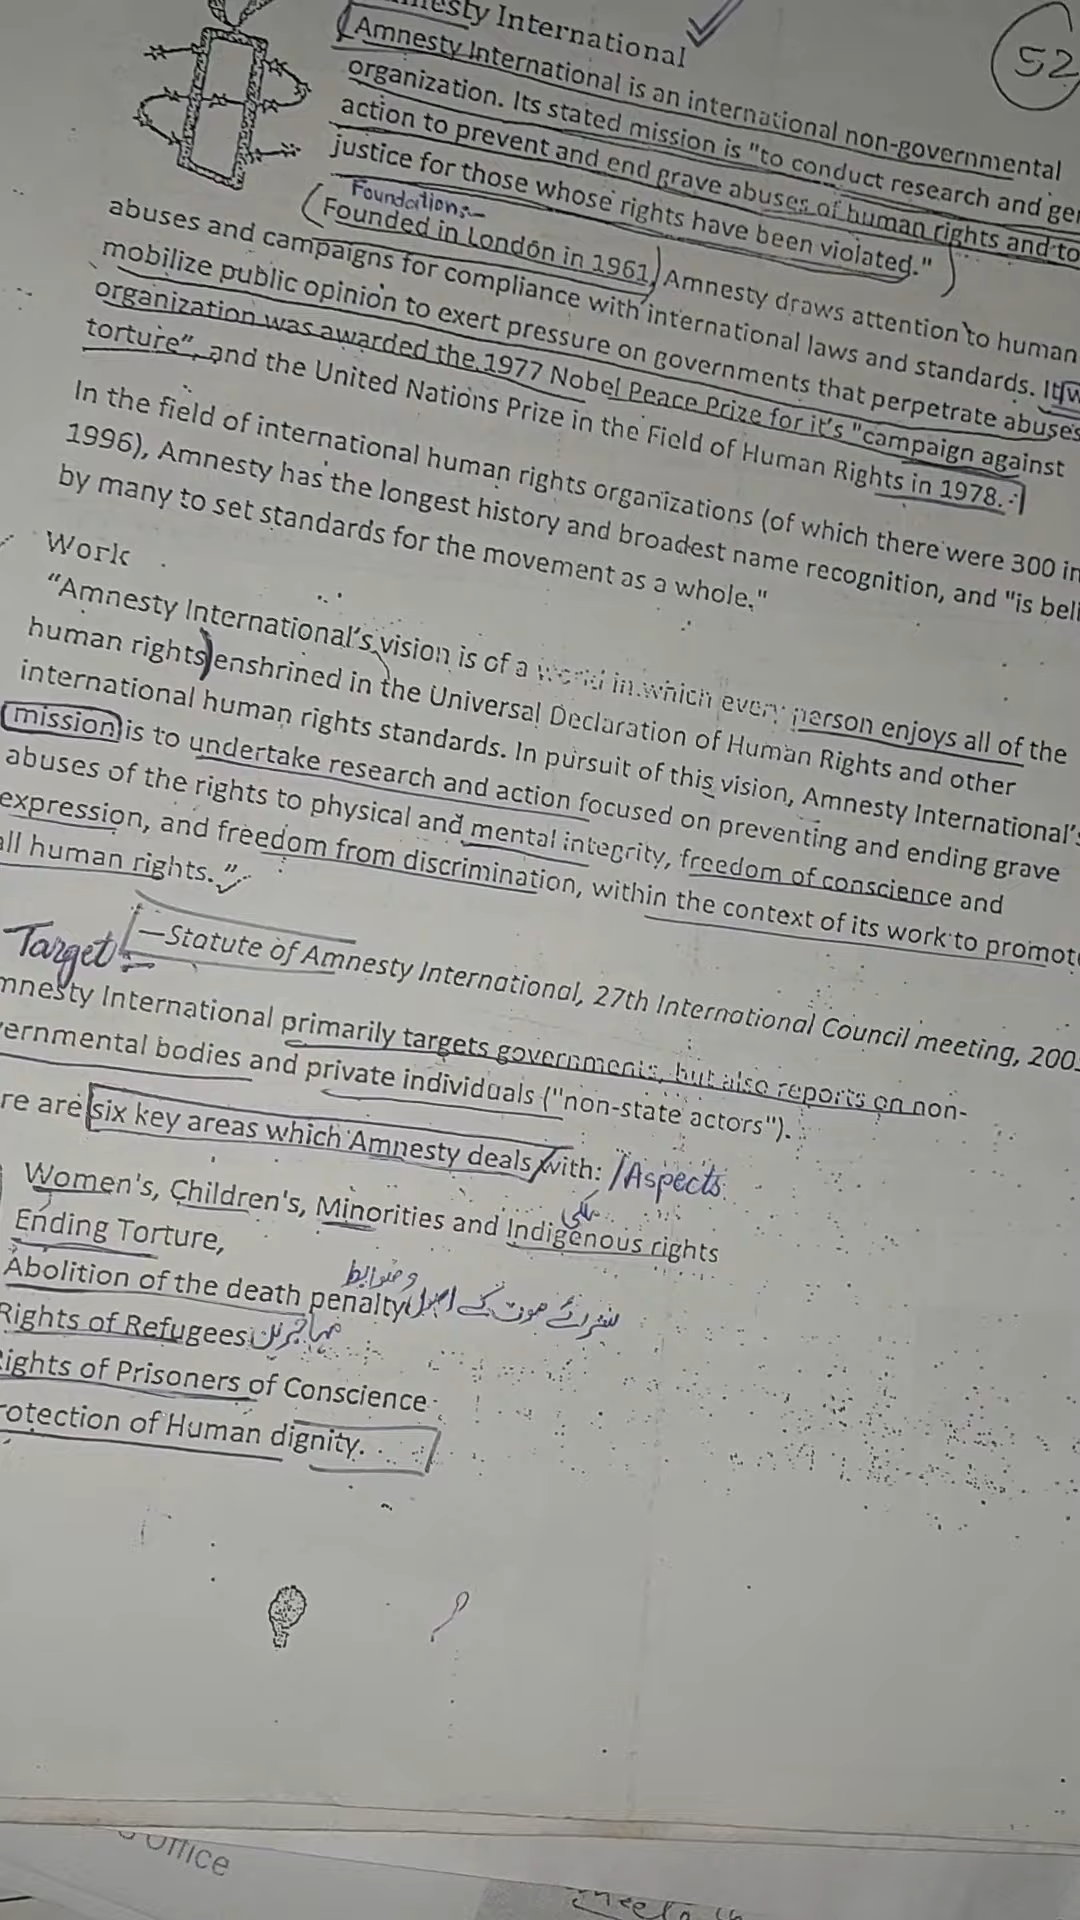 Amnesty International
52
Amnesty International is an international non-governmental
organization. Its stated mission is "to conduct research and
action to prevent and end grave abuses of human rights and to
justice for those whose rights have been violated."
Foundation:-
Founded in London in 1961, Amnesty draws attention to human
abuses and campaigns for compliance with international laws and standards. It
mobilize public opinion to exert pressure on governments that perpetrate abuses
organization was awarded the 1977 Nobel Peace Prize for it's "campaign against
torture", and the United Nations Prize in the Field of Human Rights in 1978.
In the field of international human rights organizations (of which there were 300 in
1996), Amnesty has the longest history and broadest name recognition, and "is
by many to set standards for the movement as a whole."
Work
"Amnesty International's vision is of a world in which every person enjoys all of the
human rights enshrined in the Universal Declaration of Human Rights and other
international human rights standards. In pursuit of this vision, Amnesty International's
mission is to undertake research and action focused on preventing and ending grave
abuses of the rights to physical and mental integrity, freedom of conscience and
expression, and freedom from discrimination, within the context of its work to promote
all human rights."
—Statute of Amnesty International, 27th International Council meeting,
Target:-
mnesty International primarily targets governments, but also reports on non-
ernmental bodies and private individuals ("non-state actors").
re are six key areas which Amnesty deals with: / Aspects
Women's, Children's, Minorities and Indigenous rights
ملکی
Ending Torture,
Abolition of the death penalty سزائے موت کے اصول و ضوابط
Rights of Refugees مہاجرین
Rights of Prisoners of Conscience
rotection of Human dignity.
Office